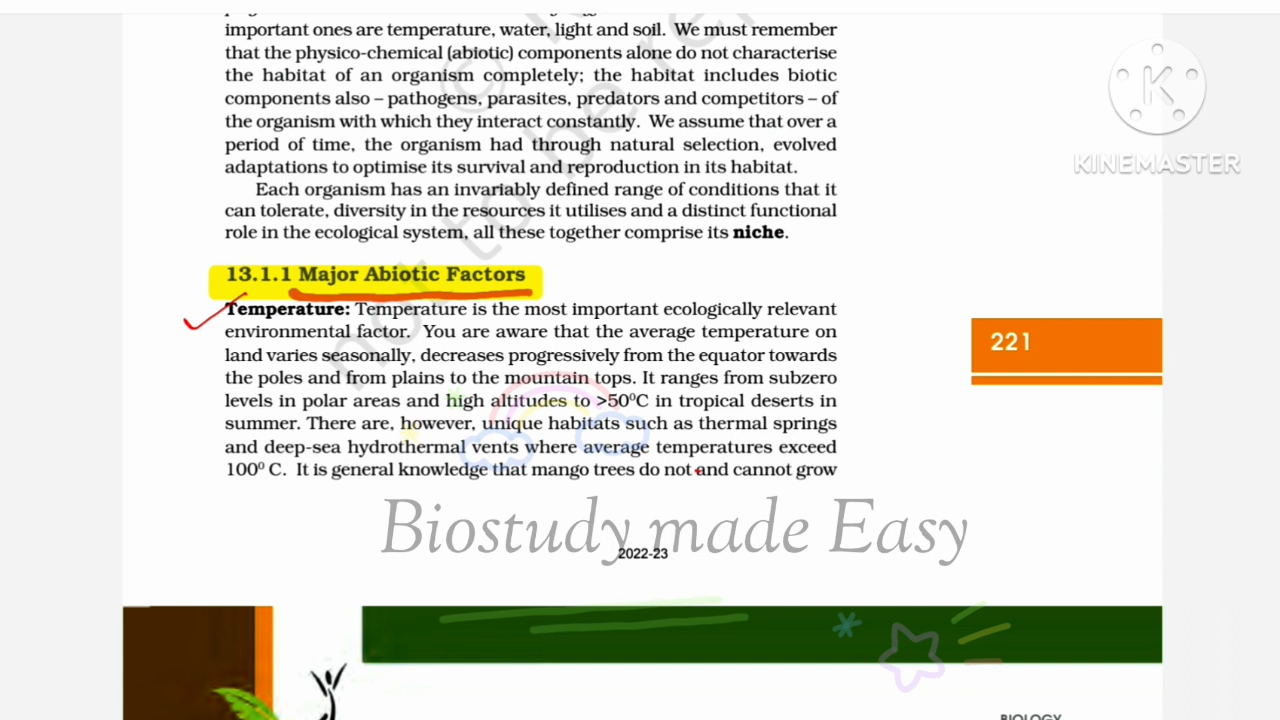 important ones are temperature, water, light and soil. We must remember
that the physico-chemical (abiotic) components alone do not characterise
the habitat of an organism completely; the habitat includes biotic
components also – pathogens, parasites, predators and competitors – of
the organism with which they interact constantly. We assume that over a
period of time, the organism had through natural selection, evolved
adaptations to optimise its survival and reproduction in its habitat.
Each organism has an invariably defined range of conditions that it
can tolerate, diversity in the resources it utilises and a distinct functional
role in the ecological system, all these together comprise its niche.
13.1.1 Major Abiotic Factors
Temperature: Temperature is the most important ecologically relevant
environmental factor. You are aware that the average temperature on
land varies seasonally, decreases progressively from the equator towards
the poles and from plains to the mountain tops. It ranges from subzero
levels in polar areas and high altitudes to >50⁰C in tropical deserts in
summer. There are, however, unique habitats such as thermal springs
and deep-sea hydrothermal vents where average temperatures exceed
100⁰ C. It is general knowledge that mango trees do not and cannot grow
221
K
KINEMASTER
© not to be re
Biostudy made Easy
2022-23
BIOLOGY